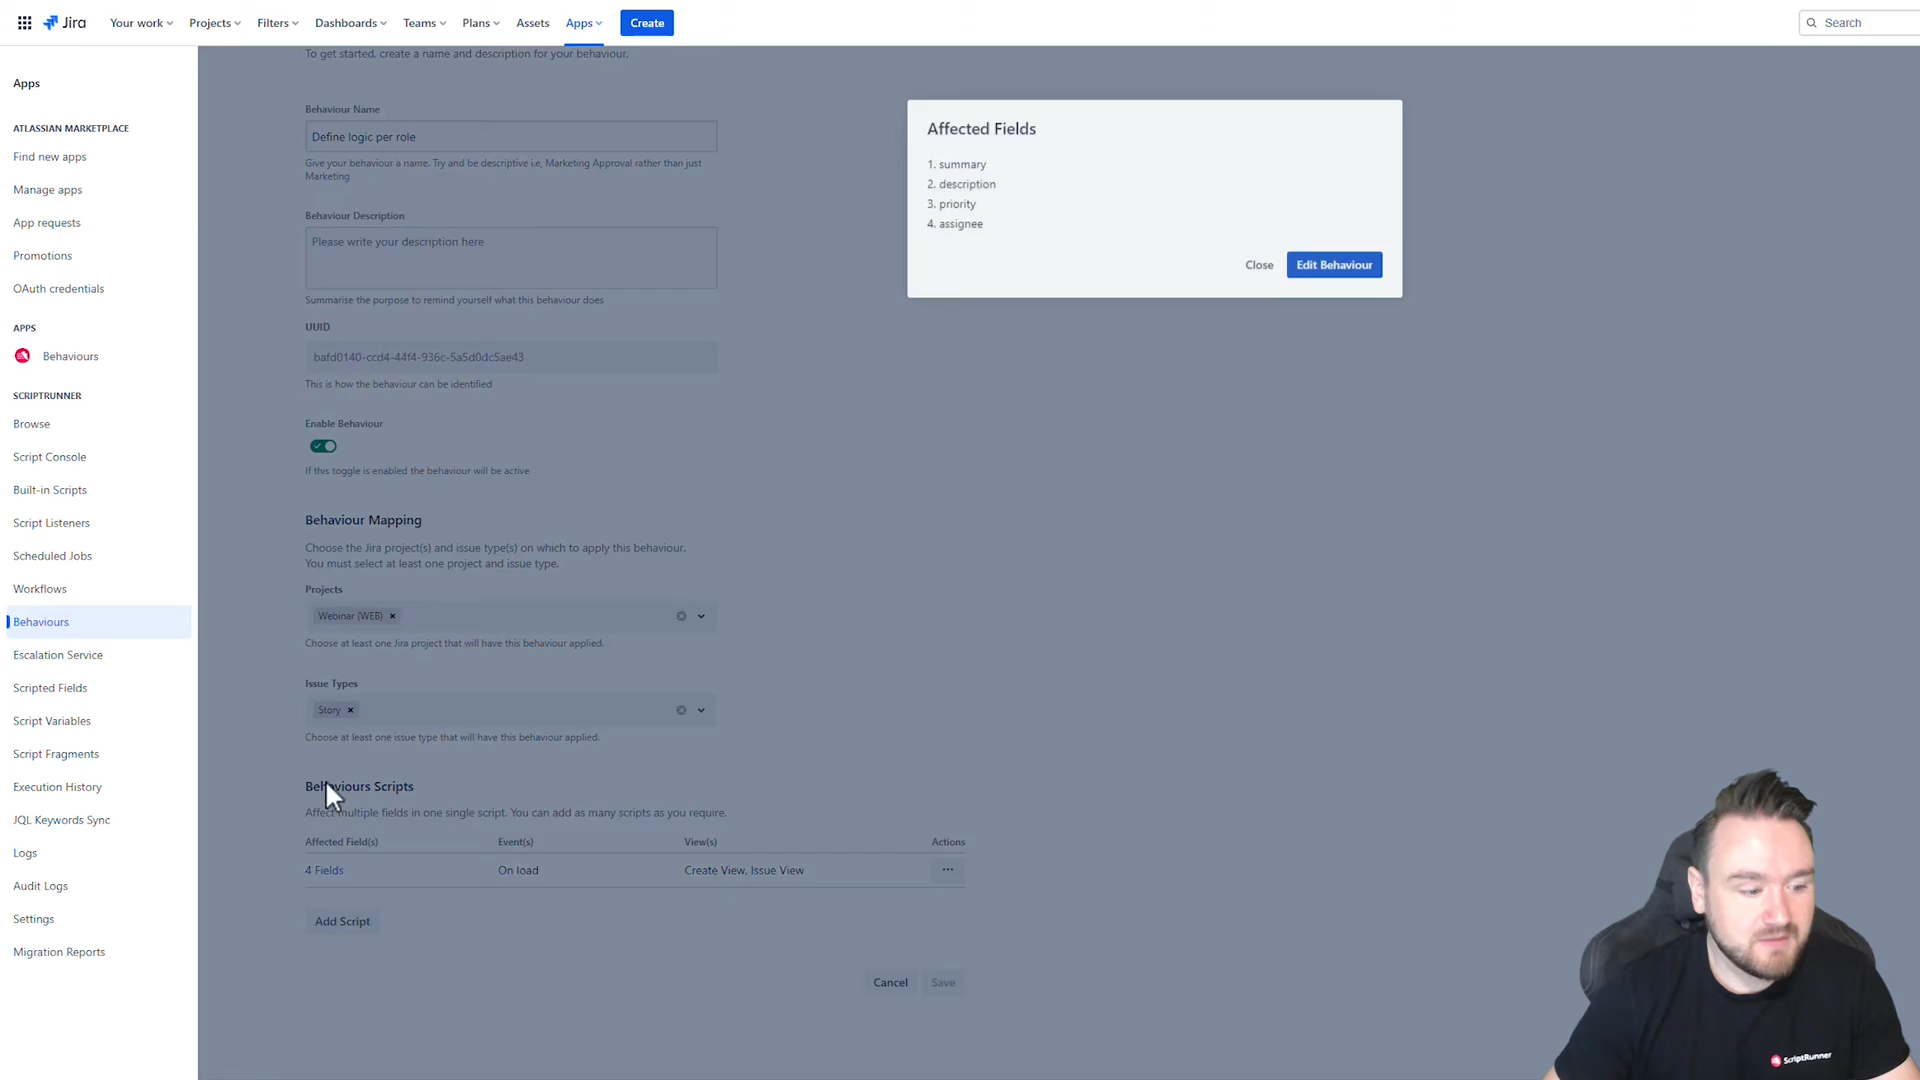 Jira
Your work
Projects
Filters
Dashboards
Teams
Plans
Assets
Apps
Create
Search
Apps
ATLASSIAN MARKETPLACE
Find new apps
Manage apps
App requests
Promotions
OAuth credentials
APPS
Behaviours
SCRIPTRUNNER
Browse
Script Console
Built-in Scripts
Script Listeners
Scheduled Jobs
Workflows
Behaviours
Escalation Service
Scripted Fields
Script Variables
Script Fragments
Execution History
JQL Keywords Sync
Logs
Audit Logs
Settings
Migration Reports
To get started, create a name and description for your behaviour.
Behaviour Name
Define logic per role
Give your behaviour a name. Try and be descriptive i.e, Marketing Approval rather than just
Marketing
Behaviour Description
Please write your description here
Summarise the purpose to remind yourself what this behaviour does
UUID
bafd0140-ccd4-44f4-936c-5a5d0dc5ae43
This is how the behaviour can be identified
Enable Behaviour
If this toggle is enabled the behaviour will be active.
Behaviour Mapping
Choose the Jira project(s) and issue type(s) on which to apply this behaviour.
You must select at least one project and issue type.
Projects
Webinar (WEB)
Choose at least one Jira project that will have this behaviour applied.
Issue Types
Story
Choose at least one issue type that will have this behaviour applied.
Behaviours Scripts
Affect multiple fields in one single script. You can add as many scripts as you require.
Affected Field(s) Event(s) View(s) Actions
4 Fields On load Create View, Issue View
Add Script
Cancel Save
Affected Fields
1. summary
2. description
3. priority
4. assignee
Close Edit Behaviour
ScriptRunner